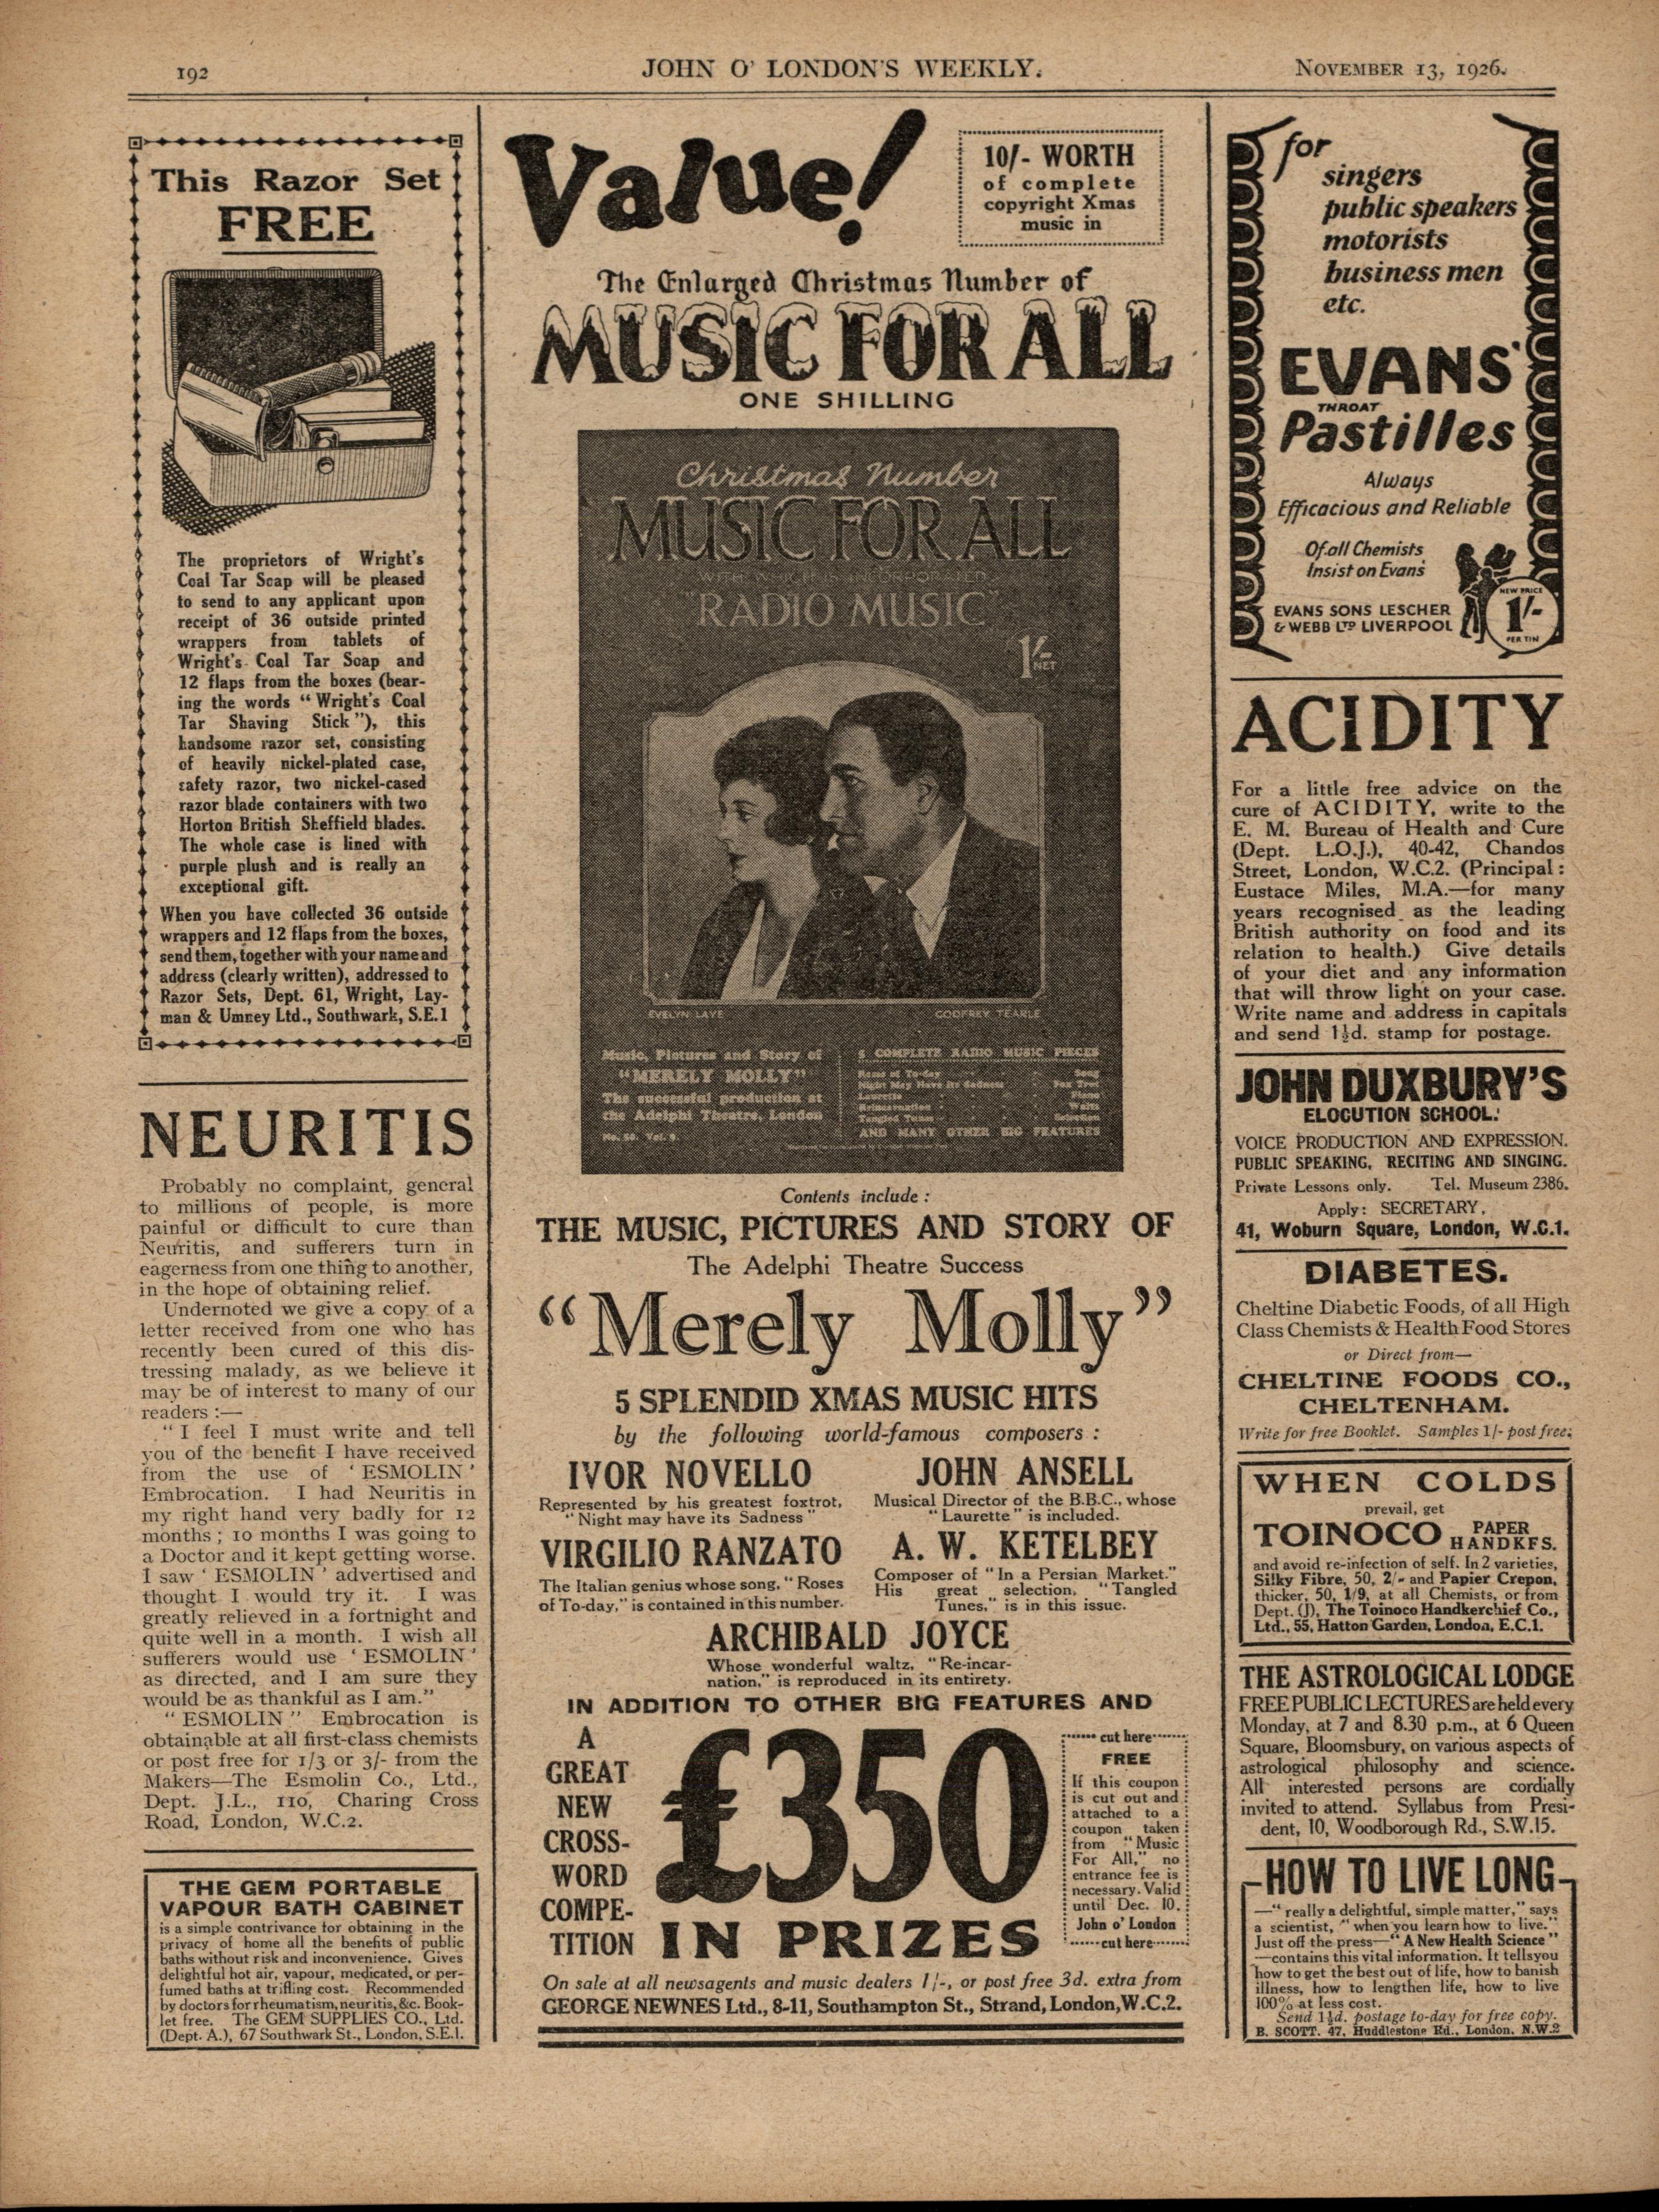 192
JOHN O' LONDON'S WEEKLY.
NOVEMBER 13, 1926.
This Razor Set
FREE
The proprietors of Wright's
Coal Tar Soap will be pleased
to send to any applicant upon
receipt of 36 outside printed
wrappers from tablets of
Wright's Coal Tar Soap and
12 flaps from the boxes (bear-
ing the words "Wright's Coal
Tar Shaving Stick"), this
handsome razor set, consisting
of heavily nickel-plated case,
safety razor, two nickel-cased
razor blade containers with two
Horton British Sheffield blades.
The whole case is lined with
purple plush and is really an
exceptional gift.
When you have collected 36 outside
wrappers and 12 flaps from the boxes,
send them, together with your name and
address (clearly written), addressed to
Razor Sets, Dept. 61, Wright, Lay-
man & Umney Ltd., Southwark, S.E.1
NEURITIS
Probably no complaint, general
to millions of people, is more
painful or difficult to cure than
Neuritis, and sufferers turn in
eagerness from one thing to another,
in the hope of obtaining relief.
Undernoted we give a copy of a
letter received from one who has
recently been cured of this dis-
tressing malady, as we believe it
may be of interest to many of our
readers :—
"I feel I must write and tell
you of the benefit I have received
from the use of 'ESMOLIN'
Embrocation. I had Neuritis in
my right hand very badly for 12
months; 10 months I was going to
a Doctor and it kept getting worse.
I saw 'ESMOLIN' advertised and
thought I would try it. I was
greatly relieved in a fortnight and
quite well in a month. I wish all
sufferers would use 'ESMOLIN'
as directed, and I am sure they
would be as thankful as I am."
"ESMOLIN" Embrocation is
obtainable at all first-class chemists
or post free for 1/3 or 3/- from the
Makers—The Esmolin Co., Ltd.,
Dept. J.L., 110, Charing Cross
Road, London, W.C.2.
THE GEM PORTABLE
VAPOUR BATH CABINET
is a simple contrivance for obtaining in the
privacy of home all the benefits of public
baths without risk and inconvenience. Gives
delightful hot air, vapour, medicated, or per-
fumed baths at trifling cost. Recommended
by doctors for rheumatism, neuritis, &c. Book-
let free. The GEM SUPPLIES CO., Ltd.
(Dept. A.), 67 Southwark St., London, S.E.1.
Value!
10/- WORTH
of complete
copyright Xmas
music in
The Enlarged Christmas Number of
MUSIC FOR ALL
ONE SHILLING
Christmas Number
MUSIC FOR ALL
WITH WHICH IS INCORPORATED
"RADIO MUSIC"
1/- NET
EVELYN LAYE
GODFREY TEARLE
Music, Pictures and Story of
"MERELY MOLLY"
The successful production at
the Adelphi Theatre, London
No. 50. Vol. 9.
5 COMPLETE RADIO MUSIC PIECES
Roses of To-day Song
Night May Have its Sadness Fox Trot
Laurette Piano
Reincarnation Waltz
Tangled Tunes Selection
AND MANY OTHER BIG FEATURES
Contents include :
THE MUSIC, PICTURES AND STORY OF
The Adelphi Theatre Success
"Merely Molly"
5 SPLENDID XMAS MUSIC HITS
by the following world-famous composers :
IVOR NOVELLO
Represented by his greatest foxtrot,
"Night may have its Sadness"
JOHN ANSELL
Musical Director of the B.B.C., whose
"Laurette" is included.
VIRGILIO RANZATO
The Italian genius whose song, "Roses
of To-day," is contained in this number.
A. W. KETELBEY
Composer of "In a Persian Market."
His great selection, "Tangled
Tunes," is in this issue.
ARCHIBALD JOYCE
Whose wonderful waltz, "Re-incar-
nation," is reproduced in its entirety.
IN ADDITION TO OTHER BIG FEATURES AND
A
GREAT
NEW
CROSS-
WORD
COMPE-
TITION
£350
IN PRIZES
cut here
FREE
If this coupon
is cut out and
attached to a
coupon taken
from "Music
For All," no
entrance fee is
necessary. Valid
until Dec. 10.
John o' London
cut here
On sale at all newsagents and music dealers 1/-, or post free 3d. extra from
GEORGE NEWNES Ltd., 8-11, Southampton St., Strand, London, W.C.2.
for
singers
public speakers
motorists
business men
etc.
EVANS'
THROAT
Pastilles
Always
Efficacious and Reliable
Of all Chemists
Insist on Evans'
EVANS SONS LESCHER
& WEBB LTD LIVERPOOL
NEW PRICE
1/-
PER TIN
ACIDITY
For a little free advice on the
cure of ACIDITY, write to the
E. M. Bureau of Health and Cure
(Dept. L.O.J.), 40-42, Chandos
Street, London, W.C.2. (Principal:
Eustace Miles, M.A.—for many
years recognised as the leading
British authority on food and its
relation to health.) Give details
of your diet and any information
that will throw light on your case.
Write name and address in capitals
and send 1½d. stamp for postage.
JOHN DUXBURY'S
ELOCUTION SCHOOL.
VOICE PRODUCTION AND EXPRESSION.
PUBLIC SPEAKING, RECITING AND SINGING.
Private Lessons only. Tel. Museum 2386.
Apply: SECRETARY,
41, Woburn Square, London, W.C.1.
DIABETES.
Cheltine Diabetic Foods, of all High
Class Chemists & Health Food Stores
or Direct from—
CHELTINE FOODS CO.,
CHELTENHAM.
Write for free Booklet. Samples 1/- post free.
WHEN COLDS
prevail, get
TOINOCO PAPER HANDKFS.
and avoid re-infection of self. In 2 varieties,
Silky Fibre, 50, 2/- and Papier Crepon,
thicker, 50, 1/9, at all Chemists, or from
Dept. (J), The Toinoco Handkerchief Co.,
Ltd., 55, Hatton Garden, London, E.C.1.
THE ASTROLOGICAL LODGE
FREE PUBLIC LECTURES are held every
Monday, at 7 and 8.30 p.m., at 6 Queen
Square, Bloomsbury, on various aspects of
astrological philosophy and science.
All interested persons are cordially
invited to attend. Syllabus from Presi-
dent, 10, Woodborough Rd., S.W.15.
HOW TO LIVE LONG
—"really a delightful, simple matter," says
a scientist, "when you learn how to live."
Just off the press—"A New Health Science"
—contains this vital information. It tells you
how to get the best out of life, how to banish
illness, how to lengthen life, how to live
100% at less cost.
Send 1½d. postage to-day for free copy.
B. SCOTT, 47, Huddlestone Rd., London, N.W.2